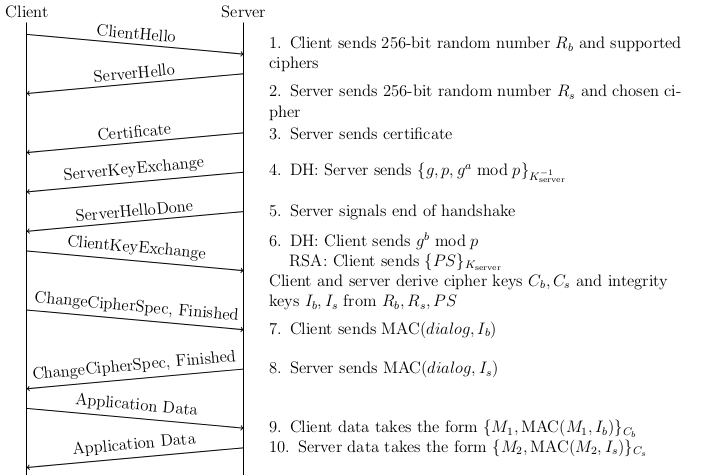 Client Server
ClientHello
1. Client sends 256-bit random number $R_b$ and supported
ciphers
ServerHello
2. Server sends 256-bit random number $R_s$ and chosen ci-
pher
Certificate
3. Server sends certificate
ServerKeyExchange
4. DH: Server sends $\{g, p, g^a \bmod p\}_{K_{\text{server}}^{-1}}$
ServerHelloDone
5. Server signals end of handshake
ClientKeyExchange
6. DH: Client sends $g^b \bmod p$
RSA: Client sends $\{PS\}_{K_{\text{server}}}$
Client and server derive cipher keys $C_b, C_s$ and integrity
keys $I_b, I_s$ from $R_b, R_s, PS$
ChangeCipherSpec, Finished
7. Client sends $\text{MAC}(dialog, I_b)$
ChangeCipherSpec, Finished
8. Server sends $\text{MAC}(dialog, I_s)$
Application Data
9. Client data takes the form $\{M_1, \text{MAC}(M_1, I_b)\}_{C_b}$
Application Data
10. Server data takes the form $\{M_2, \text{MAC}(M_2, I_s)\}_{C_s}$